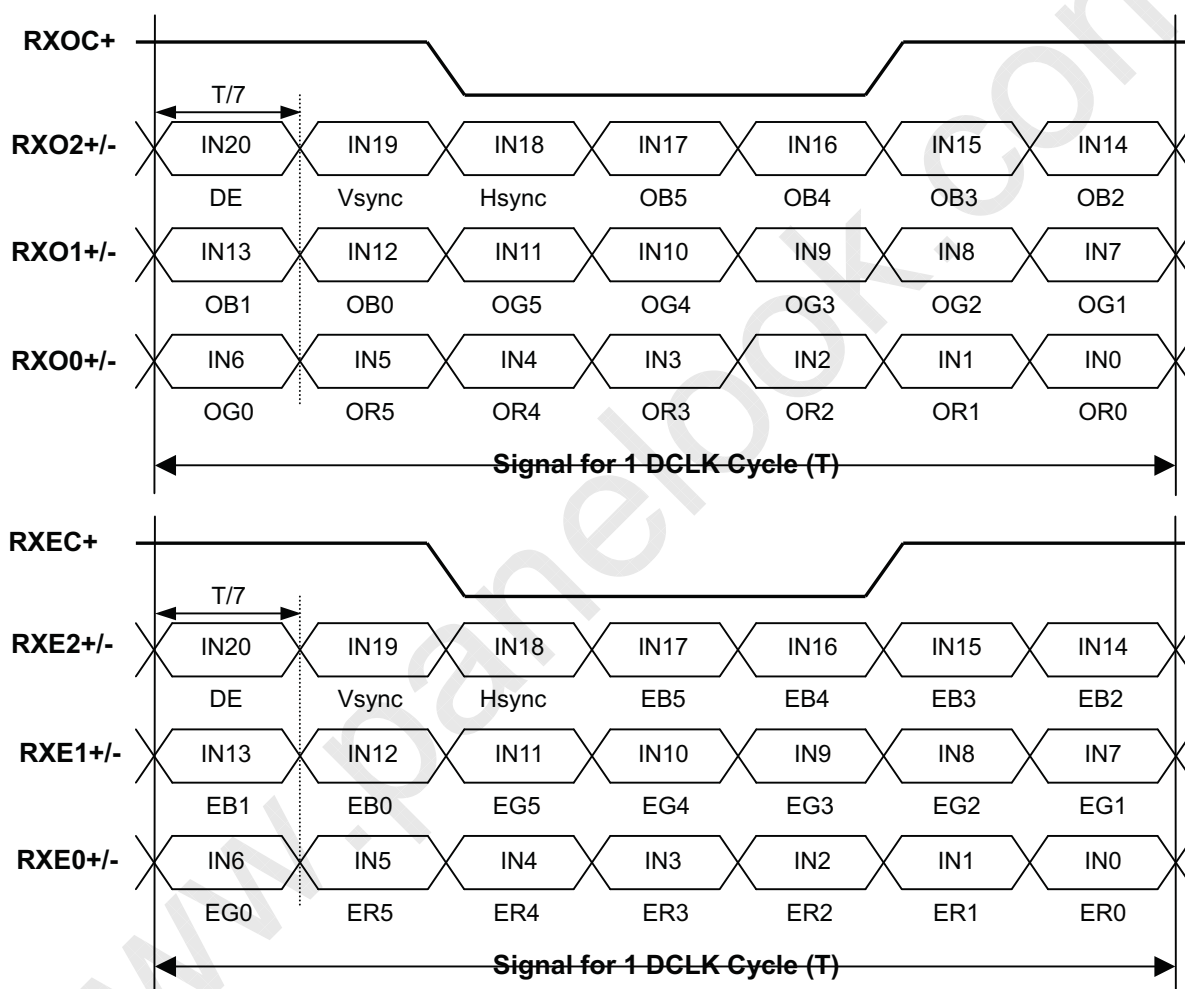 RXOC+
T/7
RXO2+/- IN20 IN19 IN18 IN17 IN16 IN15 IN14
DE Vsync Hsync OB5 OB4 OB3 OB2
RXO1+/- IN13 IN12 IN11 IN10 IN9 IN8 IN7
OB1 OB0 OG5 OG4 OG3 OG2 OG1
RXO0+/- IN6 IN5 IN4 IN3 IN2 IN1 IN0
OG0 OR5 OR4 OR3 OR2 OR1 OR0
Signal for 1 DCLK Cycle (T)
RXEC+
T/7
RXE2+/- IN20 IN19 IN18 IN17 IN16 IN15 IN14
DE Vsync Hsync EB5 EB4 EB3 EB2
RXE1+/- IN13 IN12 IN11 IN10 IN9 IN8 IN7
EB1 EB0 EG5 EG4 EG3 EG2 EG1
RXE0+/- IN6 IN5 IN4 IN3 IN2 IN1 IN0
EG0 ER5 ER4 ER3 ER2 ER1 ER0
Signal for 1 DCLK Cycle (T)
w.panelook.com